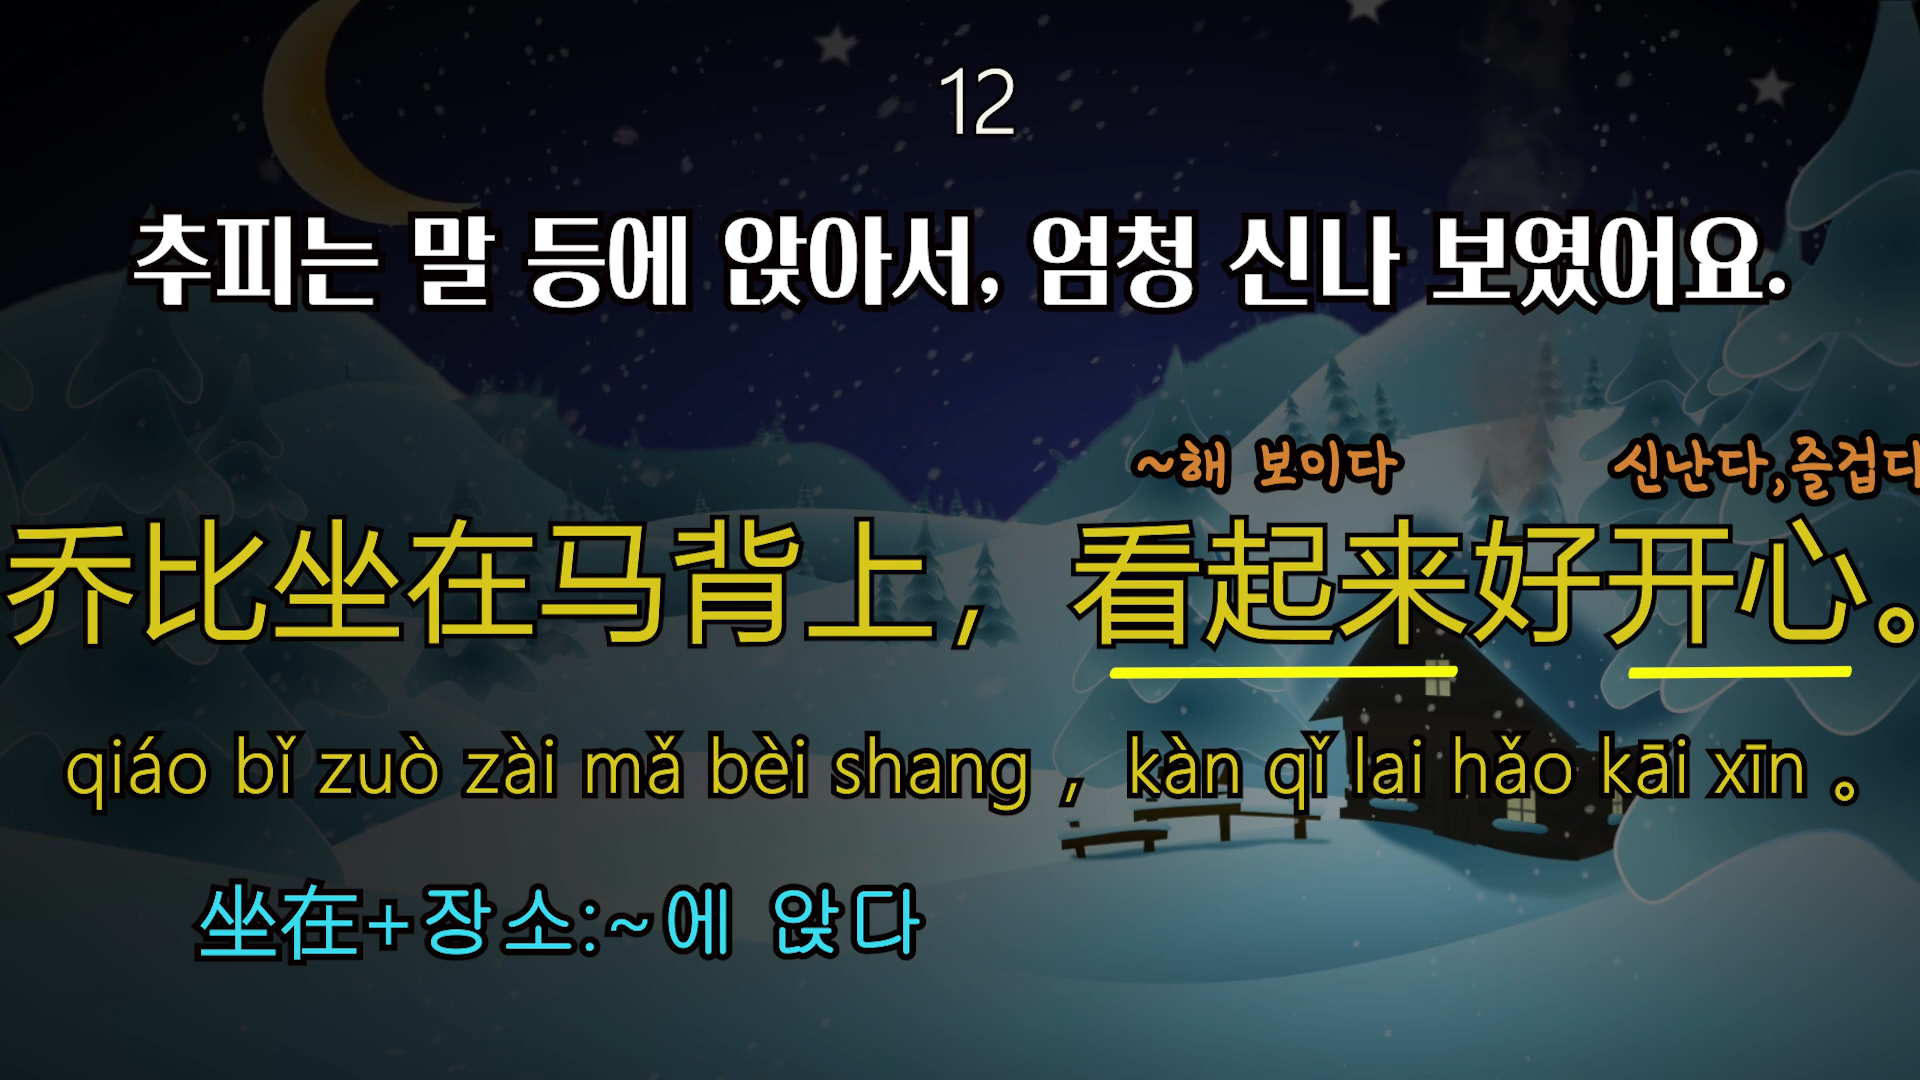 12
추피는 말 등에 앉아서, 엄청 신나 보였어요.
~해 보이다 신난다,즐겁다
乔比坐在马背上，看起来好开心。
qiáo bǐ zuò zài mǎ bèi shang , kàn qǐ lai hǎo kāi xīn 。
坐在+장소:~에 앉다